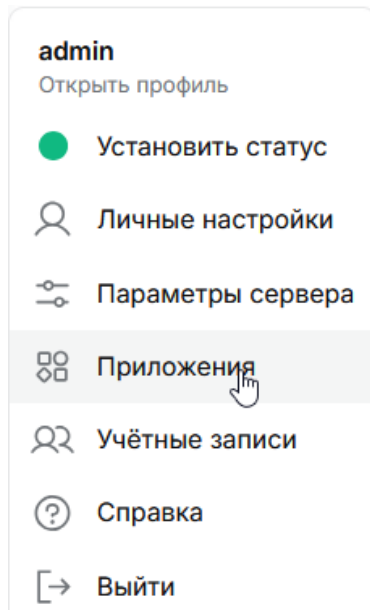 admin
Открыть профиль
Установить статус
Личные настройки
Параметры сервера
Приложения
Учётные записи
Справка
Выйти